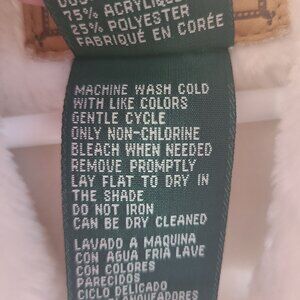 75% ACRYLIQUE
25% POLYESTER
FABRIQUÉ EN CORÉE
MACHINE WASH COLD
WITH LIKE COLORS
GENTLE CYCLE
ONLY NON-CHLORINE
BLEACH WHEN NEEDED
REMOVE PROMPTLY
LAY FLAT TO DRY IN
THE SHADE
DO NOT IRON
CAN BE DRY CLEANED
LAVADO A MAQUINA
CON AGUA FRIA LAVE
CON COLORES
PARECIDOS
CICLO DELICADO